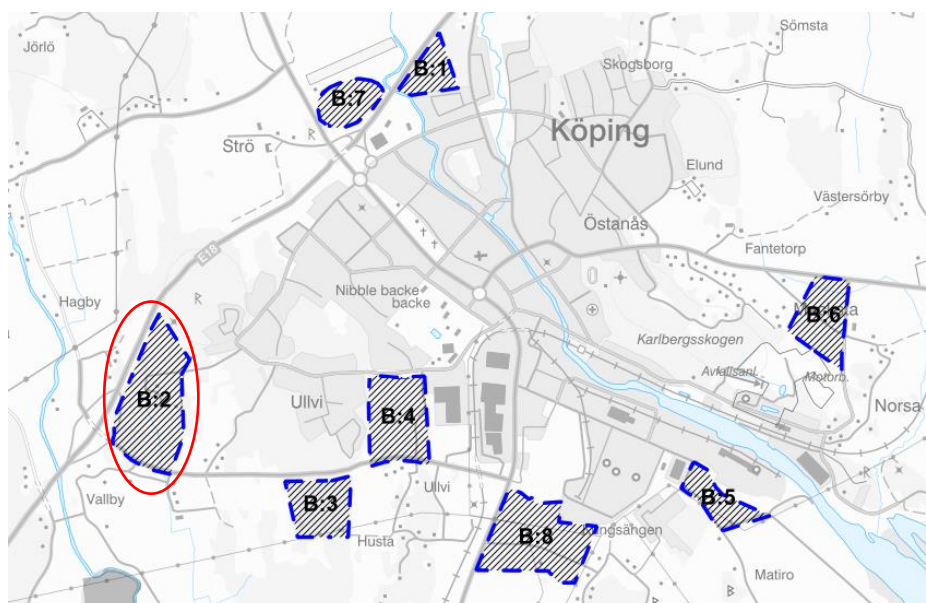 Sömsta
Jörlö
B:1
Skogsborg
B:7
Köping
Strö
Elund
Västersörby
Östanås
Fantetorp
E18
R
R
Nibble backe
backe
Hagby
B:6
Karlbergsskogen
Avfallsanl.
Motorb.
B:2
Ullvi
B:4
Norsa
R
Vallby
B:3
Ullvi
B:5
Husta
B:8
Kungsängen
Matiro
B
B